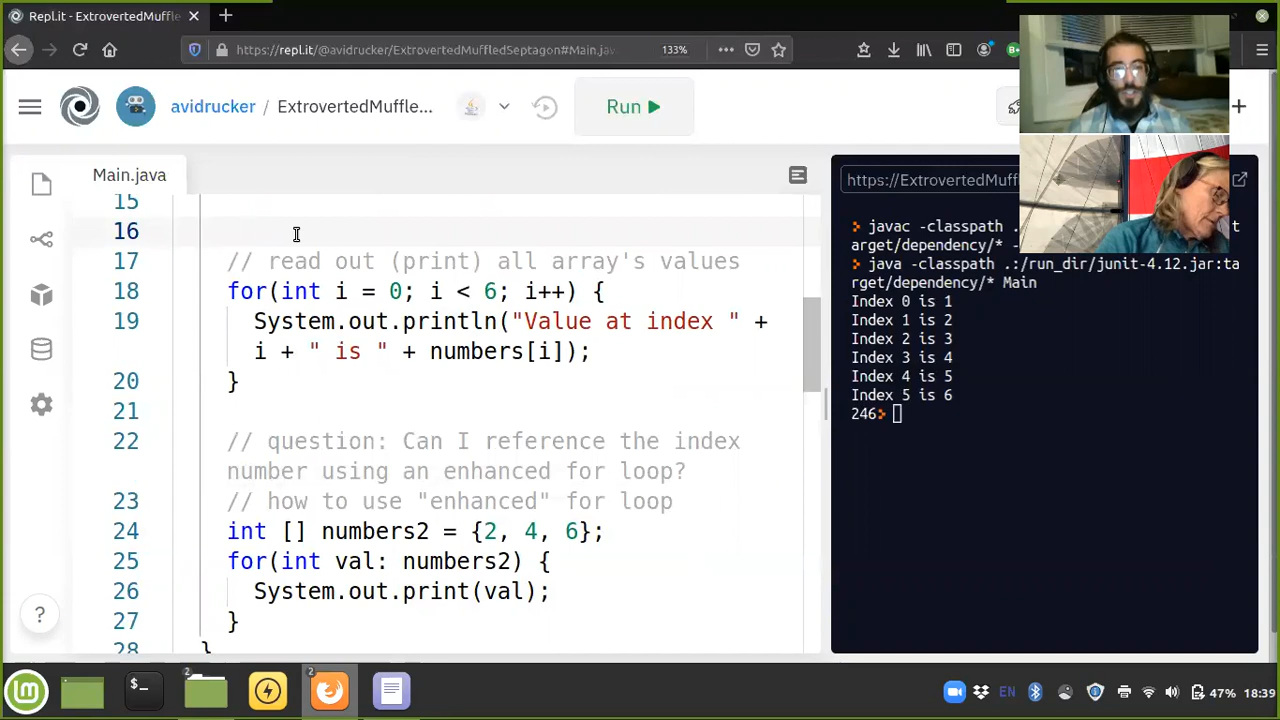 Repl.it - ExtrovertedMuffle
https://repl.it/@avidrucker/ExtrovertedMuffledSeptagon#Main.jav
133%
avidrucker / ExtrovertedMuffle...
Run
Main.java
https://ExtrovertedMuffl
15
16
17 // read out (print) all array's values
18 for(int i = 0; i < 6; i++) {
19 System.out.println("Value at index " +
i + " is " + numbers[i]);
20 }
21
22 // question: Can I reference the index
number using an enhanced for loop?
23 // how to use "enhanced" for loop
24 int [] numbers2 = {2, 4, 6};
25 for(int val: numbers2) {
26 System.out.print(val);
27 }
28 }
javac -classpath .
arget/dependency/* -
java -classpath .:/run_dir/junit-4.12.jar:ta
rget/dependency/* Main
Index 0 is 1
Index 1 is 2
Index 2 is 3
Index 3 is 4
Index 4 is 5
Index 5 is 6
246
?
2
2
EN
47%
18:39